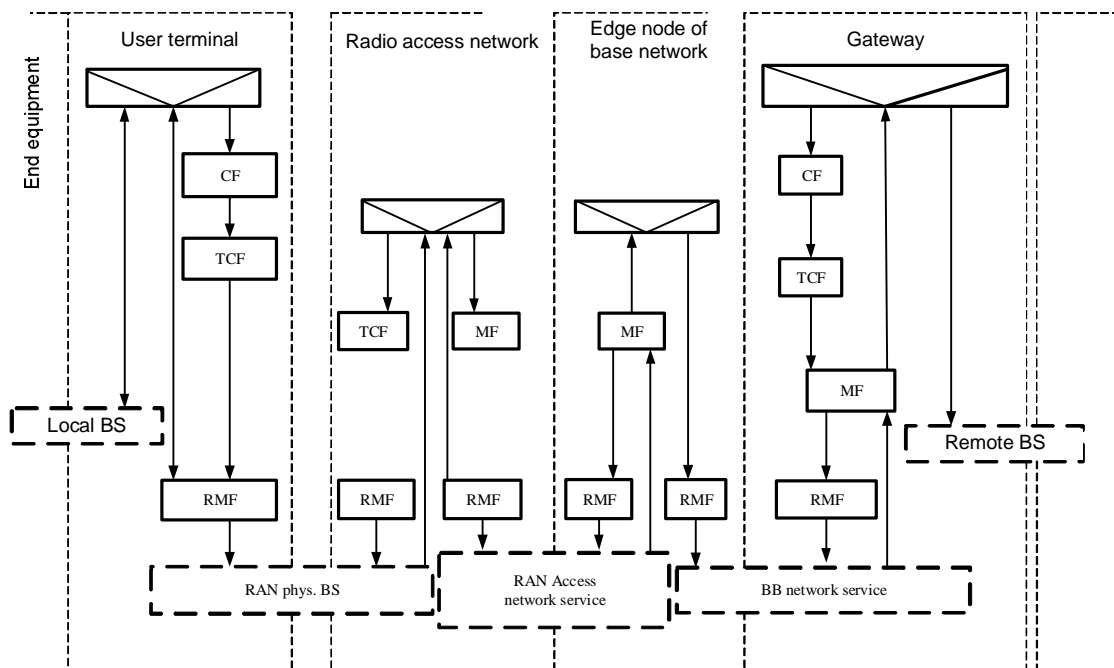 User terminal
Radio access network
Edge node of
base network
Gateway
End equipment
CF
CF
TCF
TCF
TCF
MF
MF
MF
Local BS
Remote BS
RMF
RMF
RMF
RMF
RMF
RMF
RAN phys. BS
RAN Access
network service
BB network service